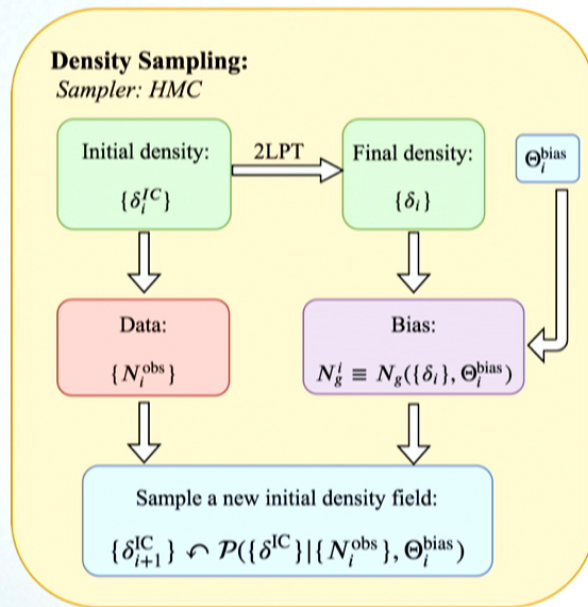 Density Sampling:
Sampler: HMC
Initial density:
{δ_i^{IC}}
2LPT
Final density:
{δ_i}
Θ_i^{bias}
Data:
{N_i^{obs}}
Bias:
N_g^i ≡ N_g({δ_i}, Θ_i^{bias})
Sample a new initial density field:
{δ_{i+1}^{IC}} ↶ 𝒫({δ^{IC}}|{N_i^{obs}}, Θ_i^{bias})